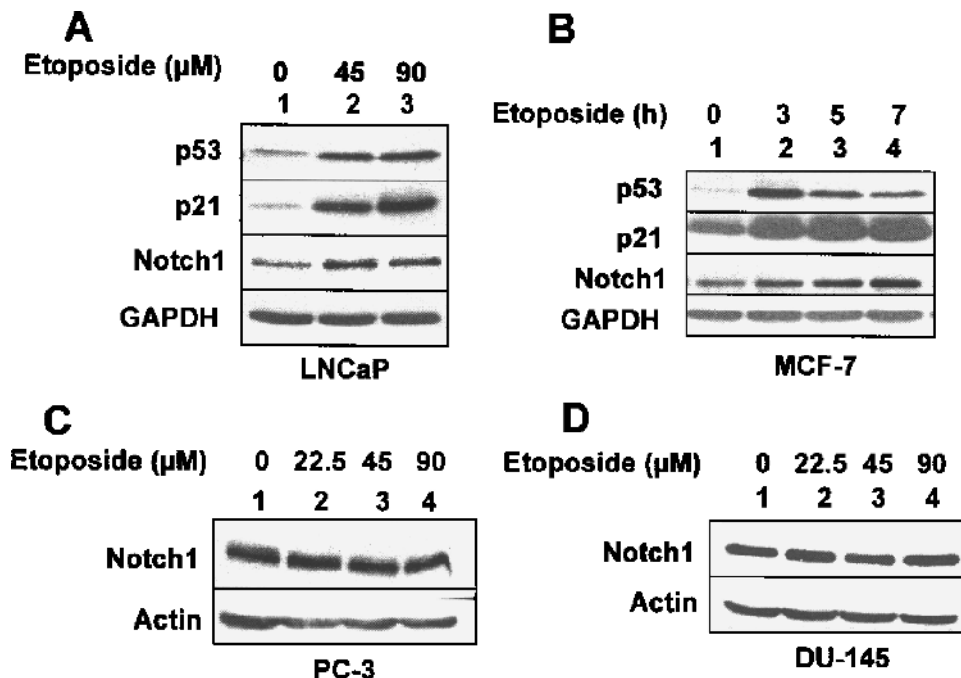 A
Etoposide (µM) 0 45 90
1 2 3
p53
p21
Notch1
GAPDH
LNCaP
B
Etoposide (h) 0 3 5 7
1 2 3 4
p53
p21
Notch1
GAPDH
MCF-7
C
Etoposide (µM) 0 22.5 45 90
1 2 3 4
Notch1
Actin
PC-3
D
Etoposide (µM) 0 22.5 45 90
1 2 3 4
Notch1
Actin
DU-145